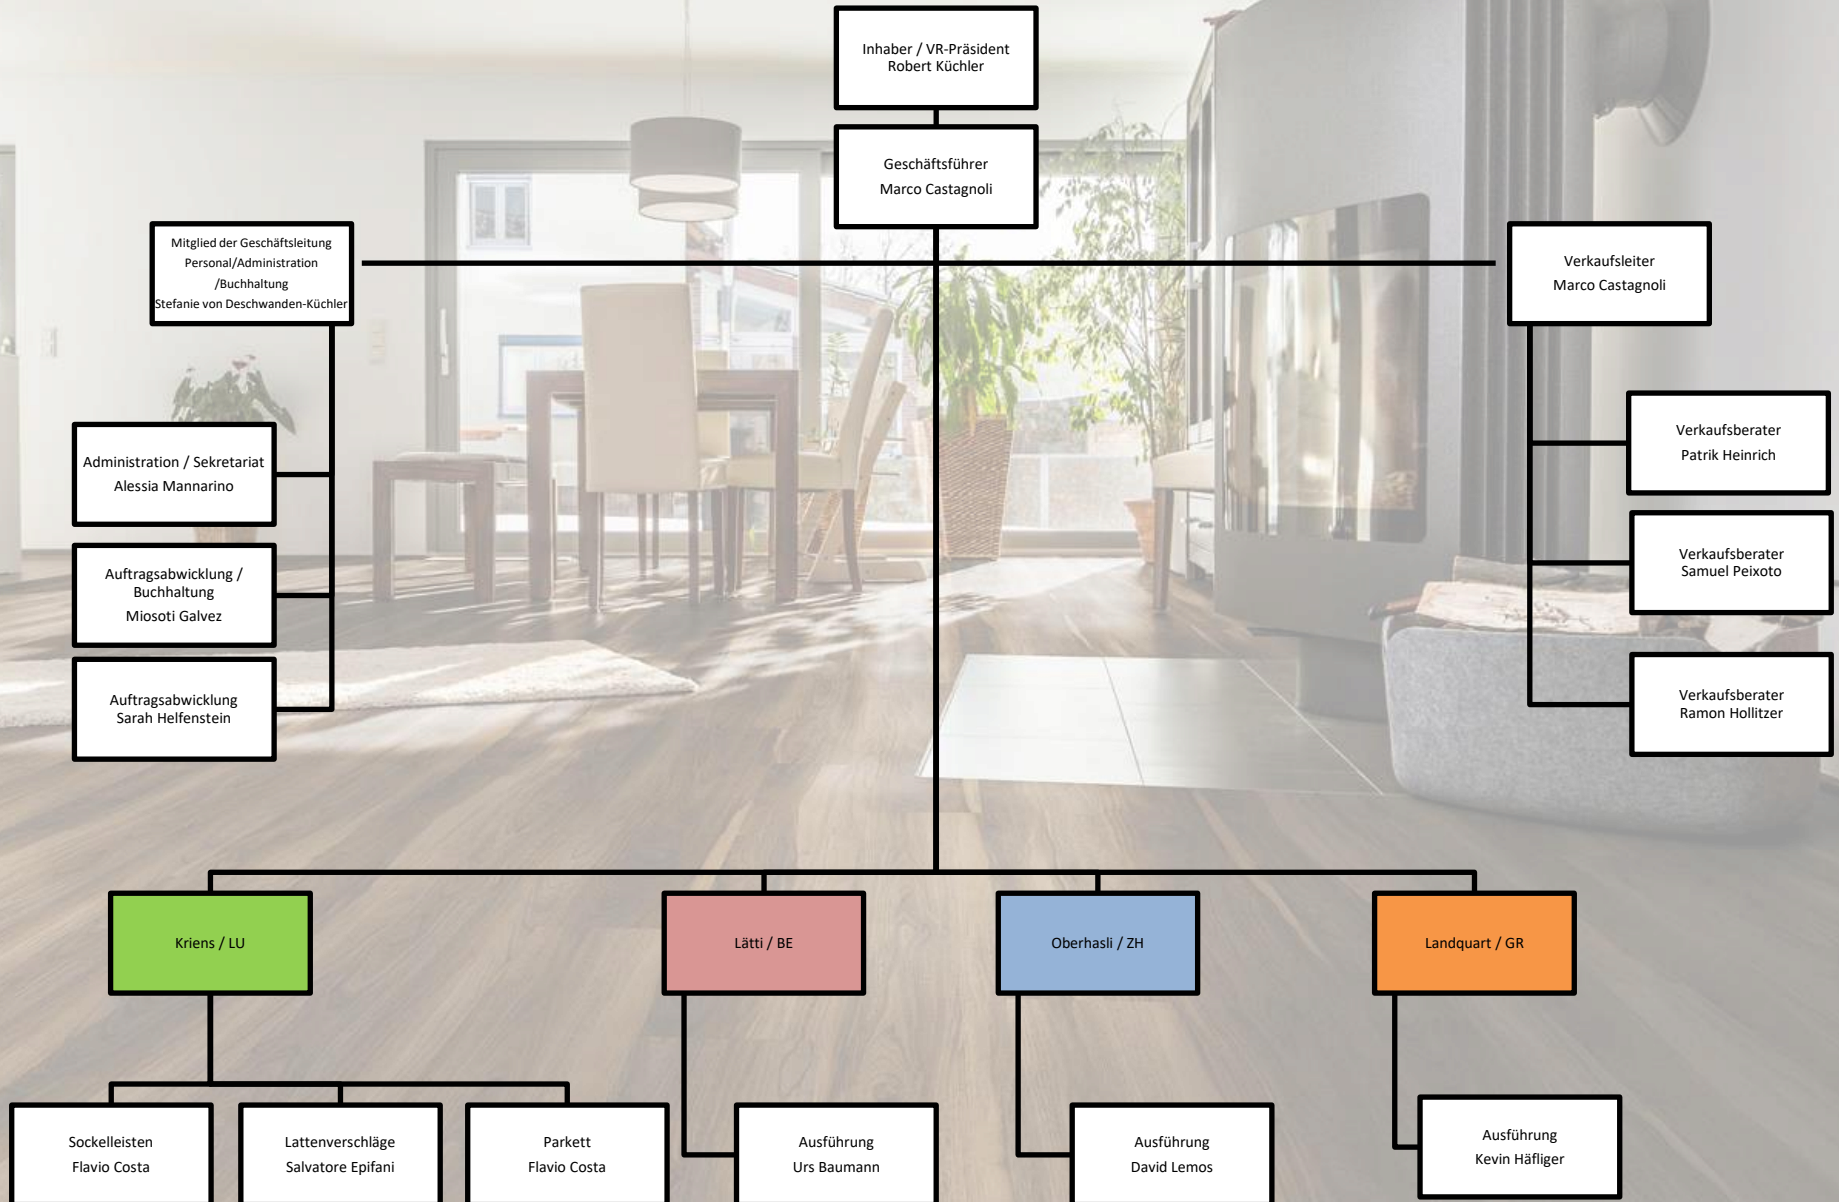 Inhaber / VR-Präsident
Robert Küchler
Geschäftsführer
Marco Castagnoli
Mitglied der Geschäftsleitung
Personal/Administration
/Buchhaltung
Stefanie von Deschwanden-Küchler
Verkaufsleiter
Marco Castagnoli
Administration / Sekretariat
Alessia Mannarino
Auftragsabwicklung /
Buchhaltung
Miosoti Galvez
Auftragsabwicklung
Sarah Helfenstein
Verkaufsberater
Patrik Heinrich
Verkaufsberater
Samuel Peixoto
Verkaufsberater
Ramon Hollitzer
Kriens / LU
Lätti / BE
Oberhasli / ZH
Landquart / GR
Sockelleisten
Flavio Costa
Lattenverschläge
Salvatore Epifani
Parkett
Flavio Costa
Ausführung
Urs Baumann
Ausführung
David Lemos
Ausführung
Kevin Häfliger